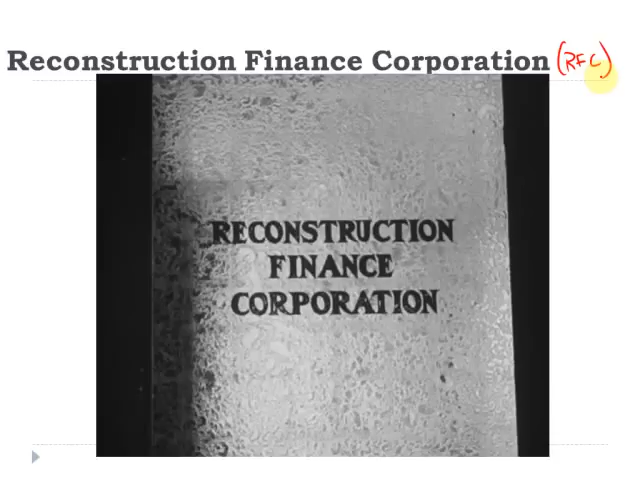 Reconstruction Finance Corporation (RFC)
RECONSTRUCTION
FINANCE
CORPORATION